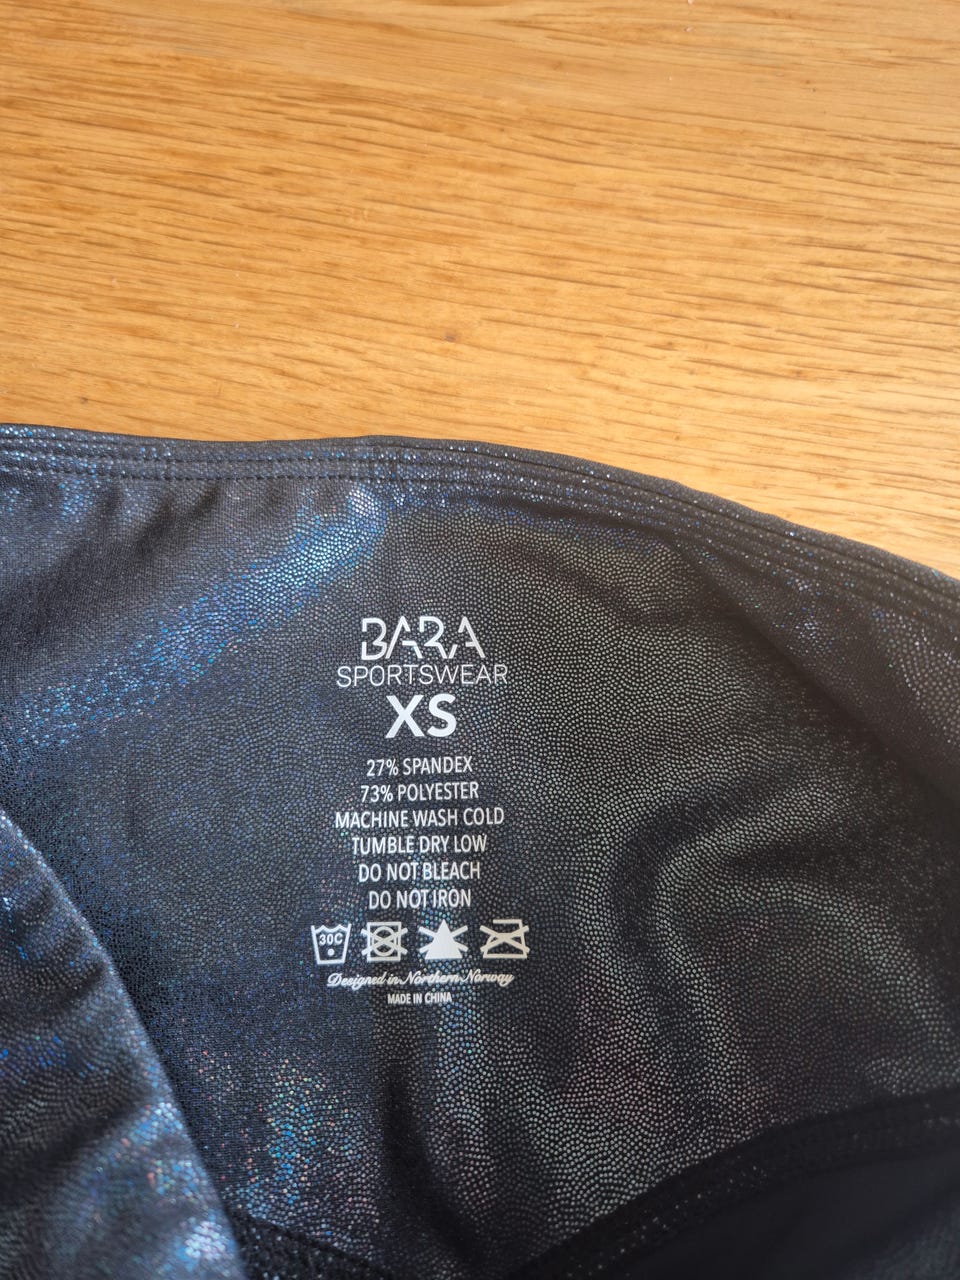 BARA
SPORTSWEAR
XS
27% SPANDEX
73% POLYESTER
MACHINE WASH COLD
TUMBLE DRY LOW
DO NOT BLEACH
DO NOT IRON
30C
Designed in Northern Norway
MADE IN CHINA